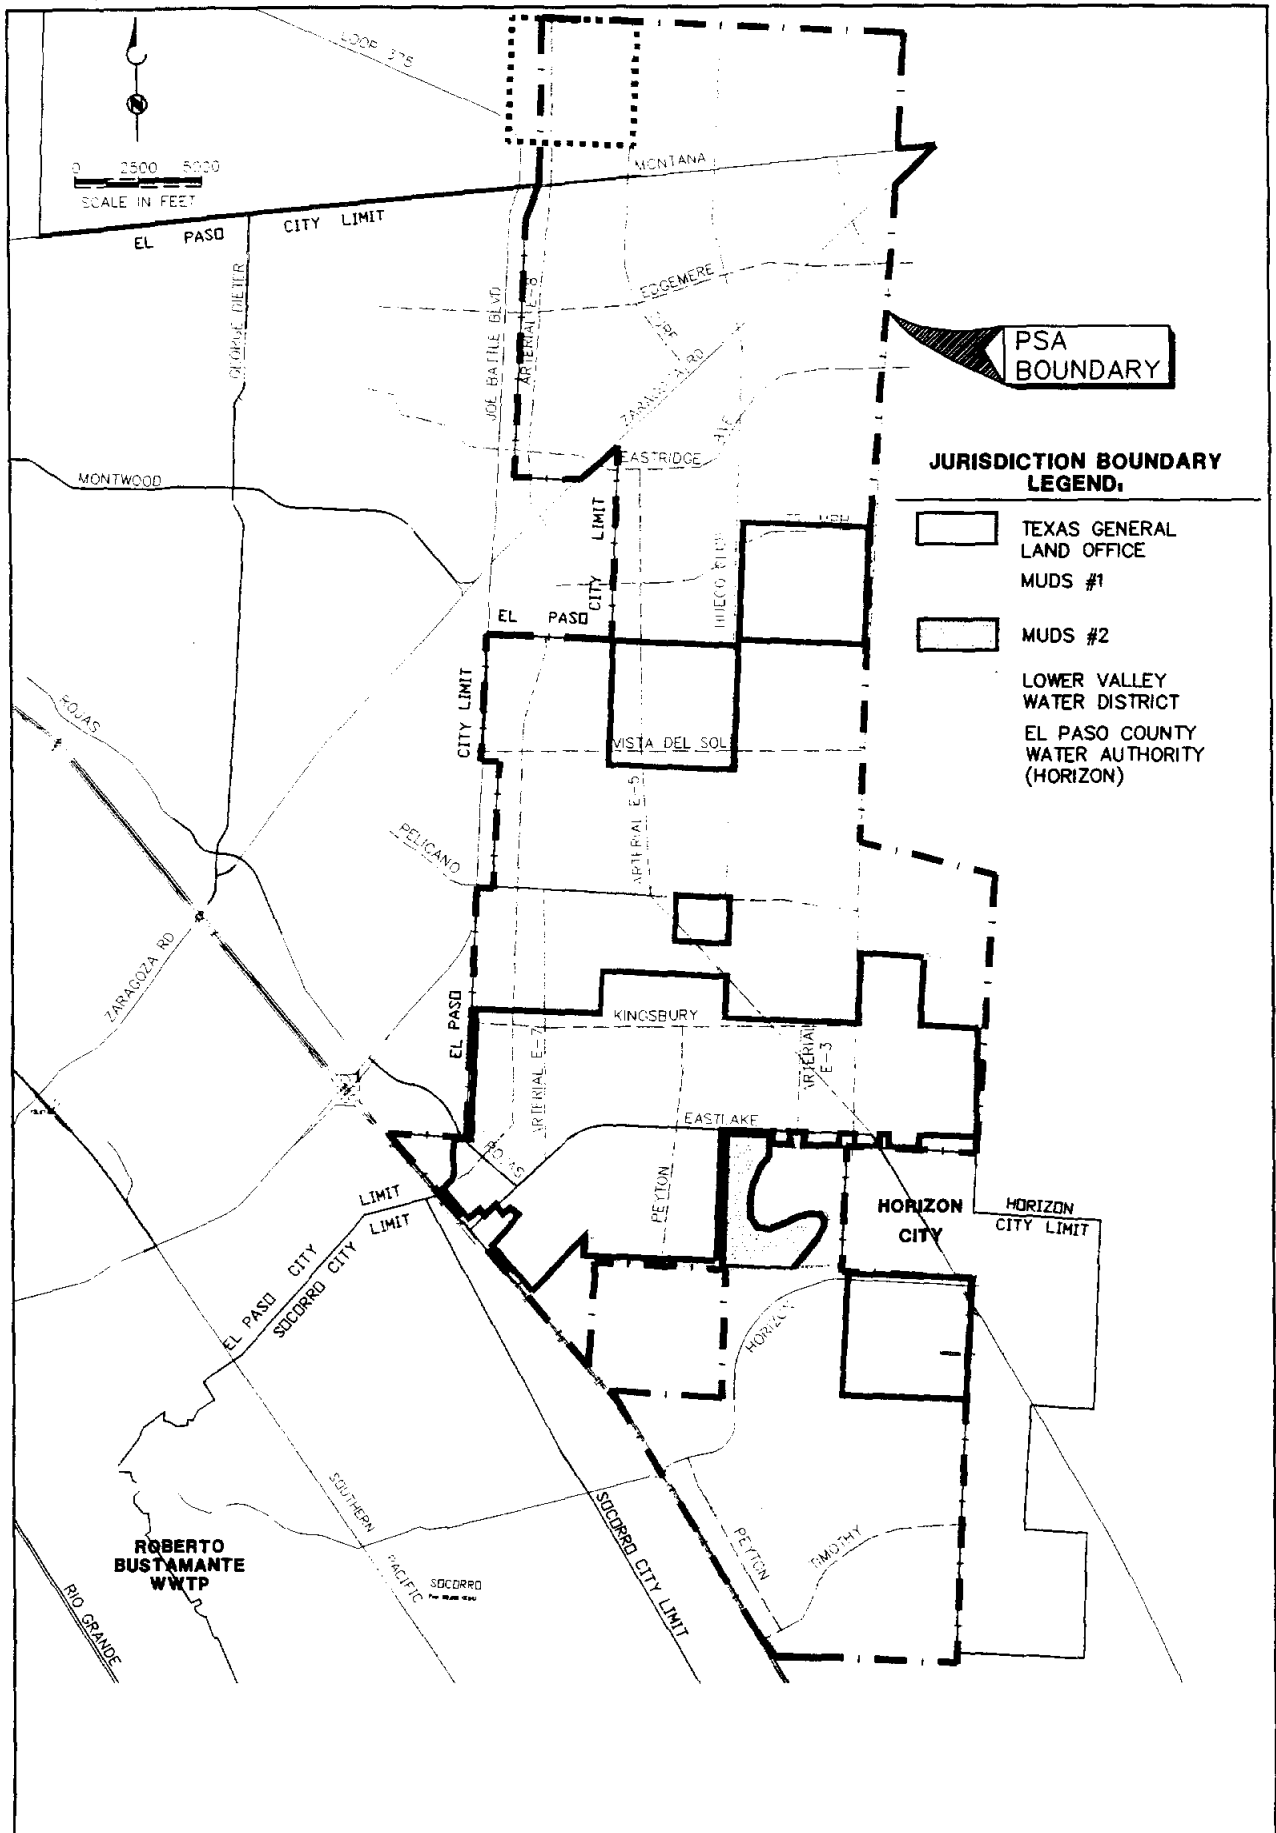 LOOP 375
0 2500 5000
SCALE IN FEET
MONTANA
EL PASO CITY LIMIT
GEORGE DIETER
JOE BATTLE BLVD
ARTERIAL E-8
EDGEMERE
ZARAGOZA RD
PSA
BOUNDARY
EASTRIDGE
MONTWOOD
JURISDICTION BOUNDARY
LEGEND:
TEXAS GENERAL
LAND OFFICE
MUDS #1
MUDS #2
LOWER VALLEY
WATER DISTRICT
EL PASO COUNTY
WATER AUTHORITY
(HORIZON)
EL PASO CITY LIMIT
CITY LIMIT
ROJAS
VISTA DEL SOL
ARTERIAL E-5
PELICANO
ZARAGOZA RD
EL PASO
KINGSBURY
ARTERIAL E-7
ARTERIAL
E-3
ARTERIAL
EASTLAKE
ROJAS
PEYTON
HORIZON
CITY
HORIZON
CITY LIMIT
EL PASO CITY LIMIT
SOCORRO CITY LIMIT
HORIZON
SOUTHERN
PACIFIC
SOCORRO
SOCORRO CITY LIMIT
PEYTON
ROBERTO
BUSTAMANTE
WWTP
RIO GRANDE